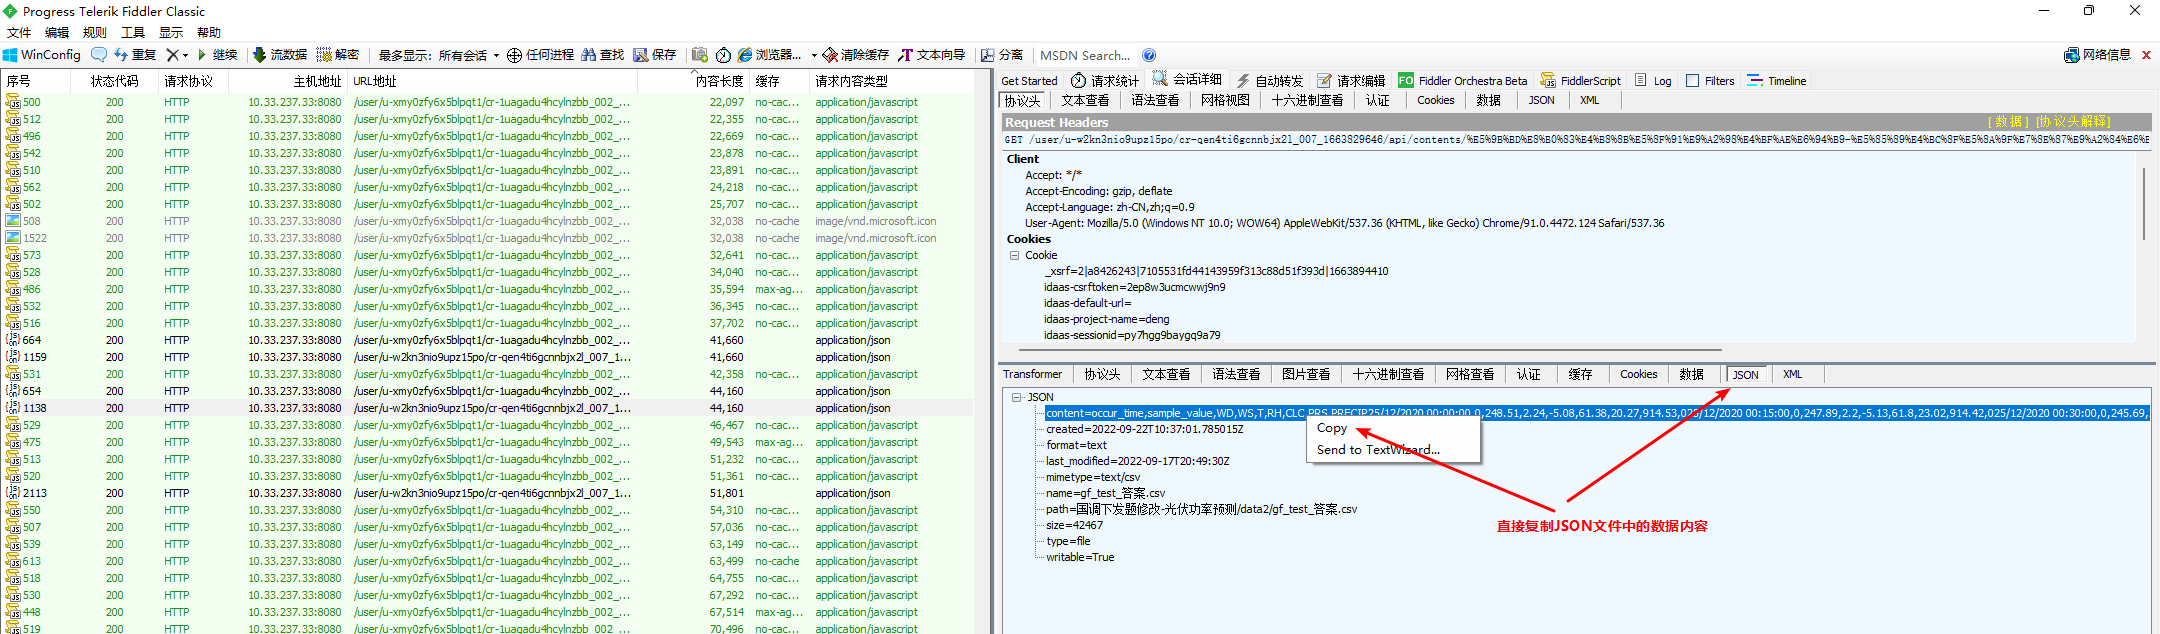 Progress Telerik Fiddler Classic
文件 编辑 规则 工具 显示 帮助
WinConfig 重复 继续 流数据 解密 最多显示: 所有会话 任何进程 查找 保存 浏览器... 清除缓存 文本向导 分离 MSDN Search... 网络信息
序号 状态代码 请求协议 主机地址 URL地址 内容长度 缓存 请求内容类型
500 200 HTTP 10.33.237.33:8080 /user/u-xmy0zfy6x5blpqt1/cr-1uagadu4hcylnzbb_002_... 22,097 no-cac... application/javascript
512 200 HTTP 10.33.237.33:8080 /user/u-xmy0zfy6x5blpqt1/cr-1uagadu4hcylnzbb_002_... 22,355 no-cac... application/javascript
496 200 HTTP 10.33.237.33:8080 /user/u-xmy0zfy6x5blpqt1/cr-1uagadu4hcylnzbb_002_... 22,669 no-cac... application/javascript
542 200 HTTP 10.33.237.33:8080 /user/u-xmy0zfy6x5blpqt1/cr-1uagadu4hcylnzbb_002_... 23,878 no-cac... application/javascript
510 200 HTTP 10.33.237.33:8080 /user/u-xmy0zfy6x5blpqt1/cr-1uagadu4hcylnzbb_002_... 23,891 no-cac... application/javascript
562 200 HTTP 10.33.237.33:8080 /user/u-xmy0zfy6x5blpqt1/cr-1uagadu4hcylnzbb_002_... 24,218 no-cac... application/javascript
502 200 HTTP 10.33.237.33:8080 /user/u-xmy0zfy6x5blpqt1/cr-1uagadu4hcylnzbb_002_... 25,707 no-cac... application/javascript
508 200 HTTP 10.33.237.33:8080 /user/u-xmy0zfy6x5blpqt1/cr-1uagadu4hcylnzbb_002_... 32,038 no-cache image/vnd.microsoft.icon
1522 200 HTTP 10.33.237.33:8080 /user/u-xmy0zfy6x5blpqt1/cr-1uagadu4hcylnzbb_002_... 32,038 no-cache image/vnd.microsoft.icon
573 200 HTTP 10.33.237.33:8080 /user/u-xmy0zfy6x5blpqt1/cr-1uagadu4hcylnzbb_002_... 32,641 no-cac... application/javascript
528 200 HTTP 10.33.237.33:8080 /user/u-xmy0zfy6x5blpqt1/cr-1uagadu4hcylnzbb_002_... 34,040 no-cac... application/javascript
486 200 HTTP 10.33.237.33:8080 /user/u-xmy0zfy6x5blpqt1/cr-1uagadu4hcylnzbb_002_... 35,594 max-ag... application/javascript
532 200 HTTP 10.33.237.33:8080 /user/u-xmy0zfy6x5blpqt1/cr-1uagadu4hcylnzbb_002_... 36,345 no-cac... application/javascript
516 200 HTTP 10.33.237.33:8080 /user/u-xmy0zfy6x5blpqt1/cr-1uagadu4hcylnzbb_002_... 37,702 no-cac... application/javascript
664 200 HTTP 10.33.237.33:8080 /user/u-xmy0zfy6x5blpqt1/cr-1uagadu4hcylnzbb_002_... 41,660 application/json
1159 200 HTTP 10.33.237.33:8080 /user/u-w2kn3nio9upz15po/cr-qen4ti6gcnnbjx2l_007_1... 41,660 application/json
531 200 HTTP 10.33.237.33:8080 /user/u-xmy0zfy6x5blpqt1/cr-1uagadu4hcylnzbb_002_... 42,358 no-cac... application/javascript
654 200 HTTP 10.33.237.33:8080 /user/u-xmy0zfy6x5blpqt1/cr-1uagadu4hcylnzbb_002_... 44,160 application/json
1138 200 HTTP 10.33.237.33:8080 /user/u-w2kn3nio9upz15po/cr-qen4ti6gcnnbjx2l_007_1... 44,160 application/json
529 200 HTTP 10.33.237.33:8080 /user/u-xmy0zfy6x5blpqt1/cr-1uagadu4hcylnzbb_002_... 46,467 no-cac... application/javascript
475 200 HTTP 10.33.237.33:8080 /user/u-xmy0zfy6x5blpqt1/cr-1uagadu4hcylnzbb_002_... 49,543 max-ag... application/javascript
513 200 HTTP 10.33.237.33:8080 /user/u-xmy0zfy6x5blpqt1/cr-1uagadu4hcylnzbb_002_... 51,232 no-cac... application/javascript
520 200 HTTP 10.33.237.33:8080 /user/u-xmy0zfy6x5blpqt1/cr-1uagadu4hcylnzbb_002_... 51,361 no-cac... application/javascript
2113 200 HTTP 10.33.237.33:8080 /user/u-w2kn3nio9upz15po/cr-qen4ti6gcnnbjx2l_007_1... 51,801 application/json
550 200 HTTP 10.33.237.33:8080 /user/u-xmy0zfy6x5blpqt1/cr-1uagadu4hcylnzbb_002_... 54,310 no-cac... application/javascript
507 200 HTTP 10.33.237.33:8080 /user/u-xmy0zfy6x5blpqt1/cr-1uagadu4hcylnzbb_002_... 57,036 no-cac... application/javascript
539 200 HTTP 10.33.237.33:8080 /user/u-xmy0zfy6x5blpqt1/cr-1uagadu4hcylnzbb_002_... 63,149 no-cac... application/javascript
613 200 HTTP 10.33.237.33:8080 /user/u-xmy0zfy6x5blpqt1/cr-1uagadu4hcylnzbb_002_... 63,499 no-cache application/javascript
518 200 HTTP 10.33.237.33:8080 /user/u-xmy0zfy6x5blpqt1/cr-1uagadu4hcylnzbb_002_... 64,755 no-cac... application/javascript
530 200 HTTP 10.33.237.33:8080 /user/u-xmy0zfy6x5blpqt1/cr-1uagadu4hcylnzbb_002_... 67,292 no-cac... application/javascript
448 200 HTTP 10.33.237.33:8080 /user/u-xmy0zfy6x5blpqt1/cr-1uagadu4hcylnzbb_002_... 67,514 max-ag... application/javascript
519 200 HTTP 10.33.237.33:8080 /user/u-xmy0zfy6x5blpqt1/cr-1uagadu4hcylnzbb_002_... 70,496 no-cac... application/javascript
Get Started 请求统计 会话详细 自动转发 请求编辑 FO Fiddler Orchestra Beta FiddlerScript Log Filters Timeline
协议头 文本查看 语法查看 网格视图 十六进制查看 认证 Cookies 数据 JSON XML
Request Headers [ 数据 ] [协议头解释]
GET /user/u-w2kn3nio9upz15po/cr-qen4ti6gcnnbjx2l_007_1663829646/api/contents/%E5%9B%BD%E8%B0%83%E4%B8%8B%E5%8F%91%E9%A2%98%E4%BF%AE%E6%94%B9-%E5%85%89%E4%BC%8F%E5%8A%9F%E7%8E%87%E9%A2%84%E6%E
Client
Accept: */*
Accept-Encoding: gzip, deflate
Accept-Language: zh-CN,zh;q=0.9
User-Agent: Mozilla/5.0 (Windows NT 10.0; WOW64) AppleWebKit/537.36 (KHTML, like Gecko) Chrome/91.0.4472.124 Safari/537.36
Cookies
Cookie
_xsrf=2|a8426243|7105531fd44143959f313c88d51f393d|1663894410
idaas-csrftoken=2ep8w3ucmcwwj9n9
idaas-default-url=
idaas-project-name=deng
idaas-sessionid=py7hgg9baygq9a79
Transformer 协议头 文本查看 语法查看 图片查看 十六进制查看 网格查看 认证 缓存 Cookies 数据 JSON XML
JSON
content=occur_time,sample_value,WD,WS,T,RH,CLC,PRS,PRECIP25/12/2020 00:00:00,0,248.51,2.24,-5.08,61.38,20.27,914.53,025/12/2020 00:15:00,0,247.89,2.2,-5.13,61.8,23.02,914.42,025/12/2020 00:30:00,0,245.69,
created=2022-09-22T10:37:01.785015Z
format=text
last_modified=2022-09-17T20:49:30Z
mimetype=text/csv
name=gf_test_答案.csv
path=国调下发题修改-光伏功率预测/data2/gf_test_答案.csv
size=42467
type=file
writable=True
Copy
Send to TextWizard...
直接复制JSON文件中的数据内容